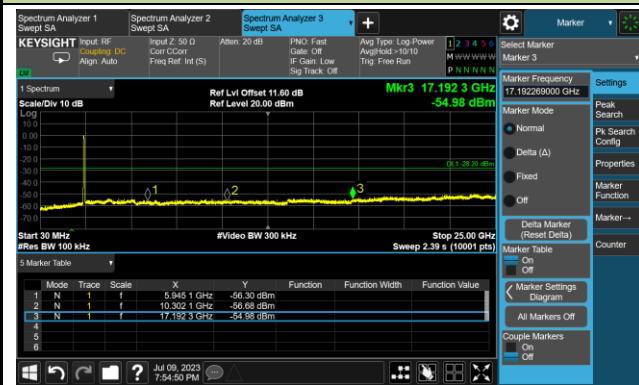 Spectrum Analyzer 1
Swept SA
Spectrum Analyzer 2
Swept SA
Spectrum Analyzer 3
Swept SA
+
Marker
KEYSIGHT
Input: RF
Coupling: DC
Align: Auto
Input Z: 50 Ω
Corr CCorr
Freq Ref: Int (S)
Atten: 20 dB
PNO: Fast
Gate: Off
IF Gain: Low
Sig Track: Off
Avg Type: Log-Power
Avg|Hold:>10/10
Trig: Free Run
1 2 3 4 5 6
M W W W W W
P N N N N N
LV
Select Marker
Marker 3
1 Spectrum
Scale/Div 10 dB
Log
Ref Lvl Offset 11.60 dB
Ref Level 20.00 dBm
Mkr3 17.192 3 GHz
-54.98 dBm
10.0
0.00
-10.0
-20.0
-30.0
-40.0
-50.0
-60.0
-70.0
DL1 -28.20 dBm
1
2
3
Start 30 MHz
#Res BW 100 kHz
#Video BW 300 kHz
Stop 25.00 GHz
Sweep 2.39 s (10001 pts)
5 Marker Table
Mode Trace Scale X Y Function Function Width Function Value
1 N 1 f 5.945 1 GHz -56.30 dBm
2 N 1 f 10.302 1 GHz -56.68 dBm
3 N 1 f 17.192 3 GHz -54.98 dBm
4
5
6
Marker Frequency
17.192269000 GHz
Marker Mode
Normal
Delta (Δ)
Fixed
Off
Delta Marker
(Reset Delta)
Marker Table
On
Off
Marker Settings
Diagram
All Markers Off
Couple Markers
On
Off
Settings
Peak
Search
Pk Search
Config
Properties
Marker
Function
Marker→
Counter
?
Jul 09, 2023
7:54:50 PM